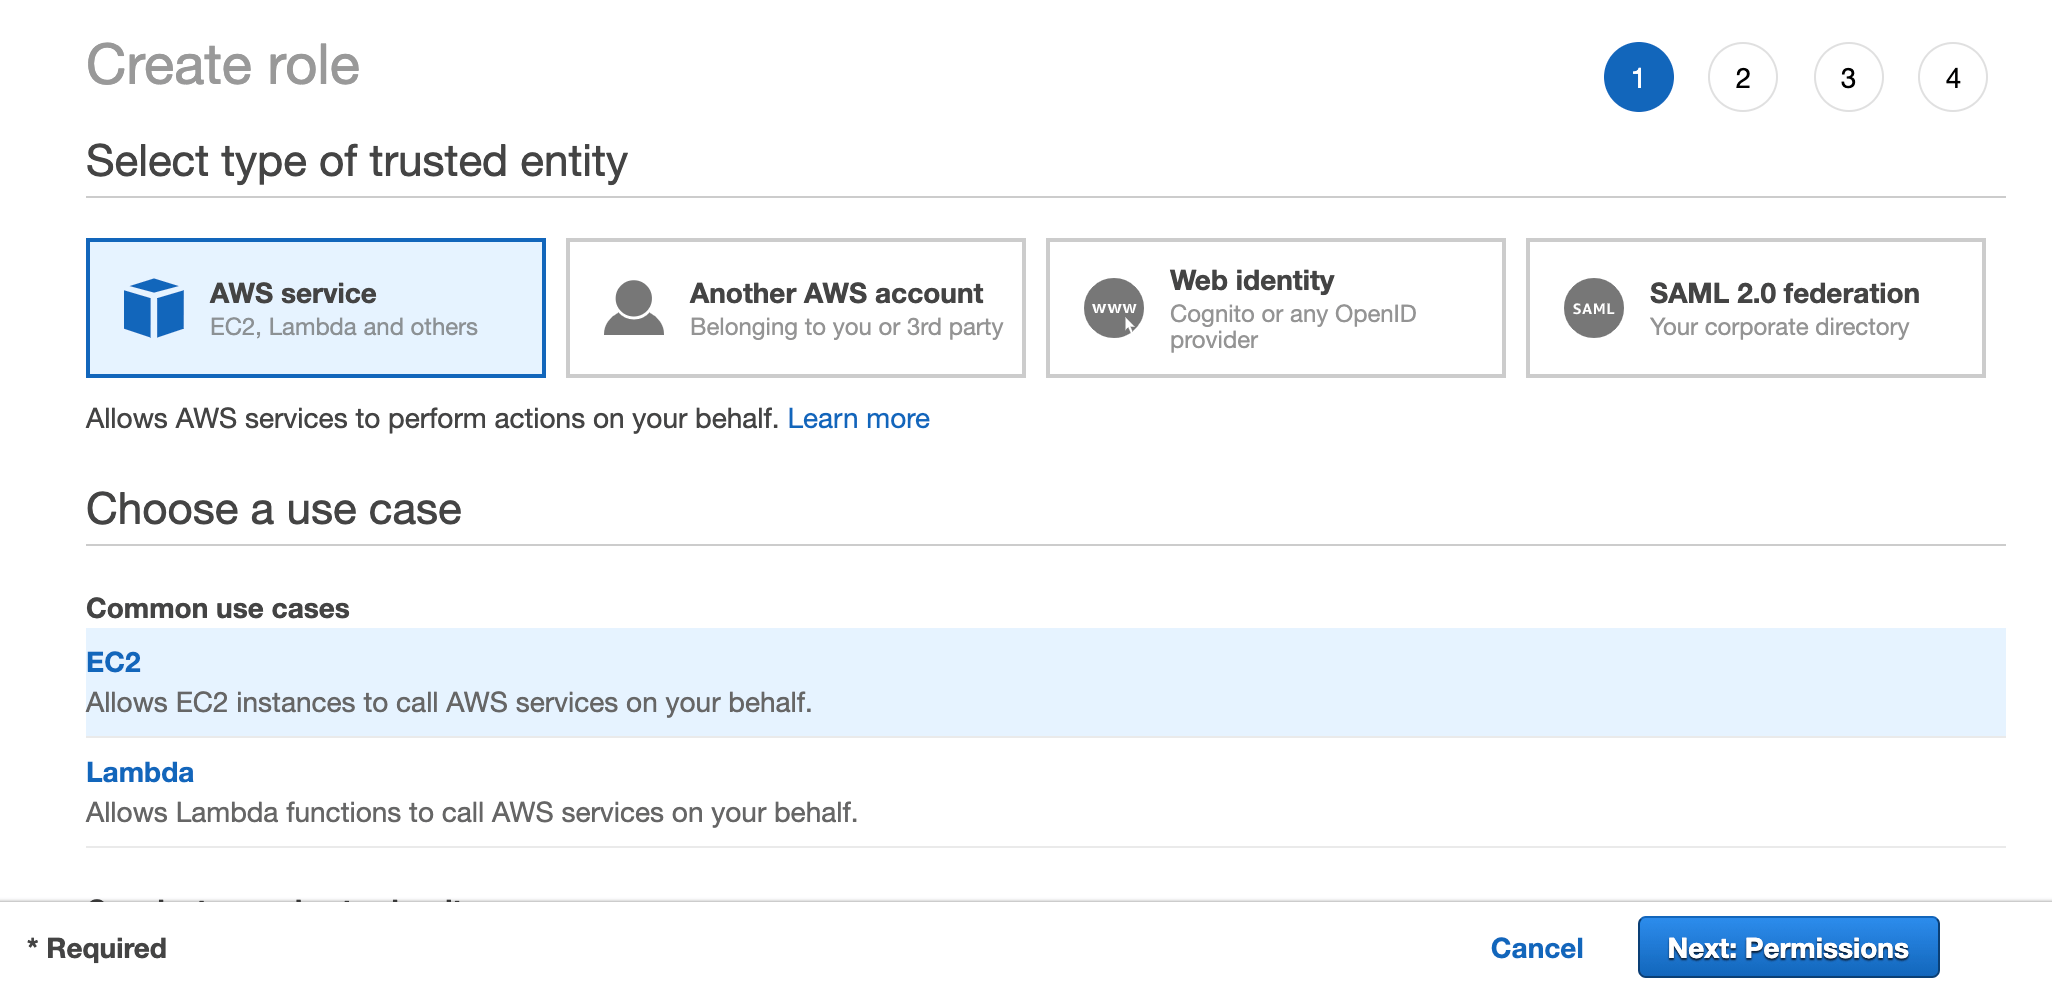 Create role
1
2
3
4
Select type of trusted entity
AWS service
EC2, Lambda and others
Another AWS account
Belonging to you or 3rd party
WWW
Web identity
Cognito or any OpenID
provider
SAML
SAML 2.0 federation
Your corporate directory
Allows AWS services to perform actions on your behalf. Learn more
Choose a use case
Common use cases
EC2
Allows EC2 instances to call AWS services on your behalf.
Lambda
Allows Lambda functions to call AWS services on your behalf.
* Required
Cancel
Next: Permissions